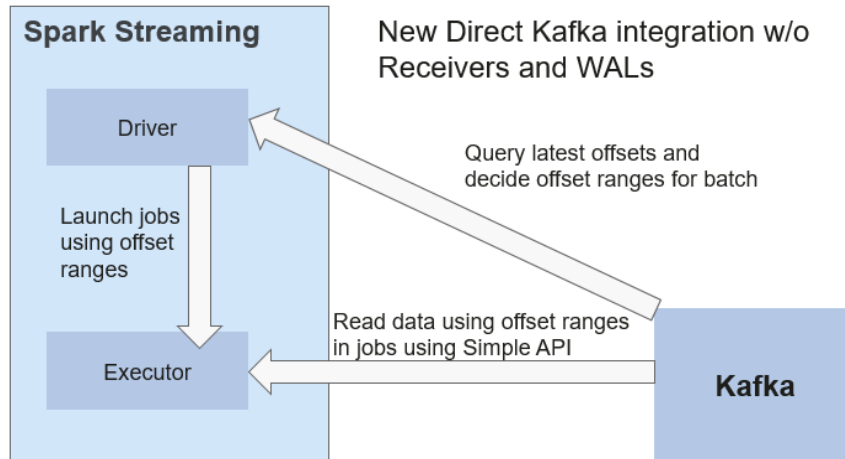 Spark Streaming
New Direct Kafka integration w/o
Receivers and WALs
Driver
Query latest offsets and
decide offset ranges for batch
Launch jobs
using offset
ranges
Read data using offset ranges
in jobs using Simple API
Executor
Kafka